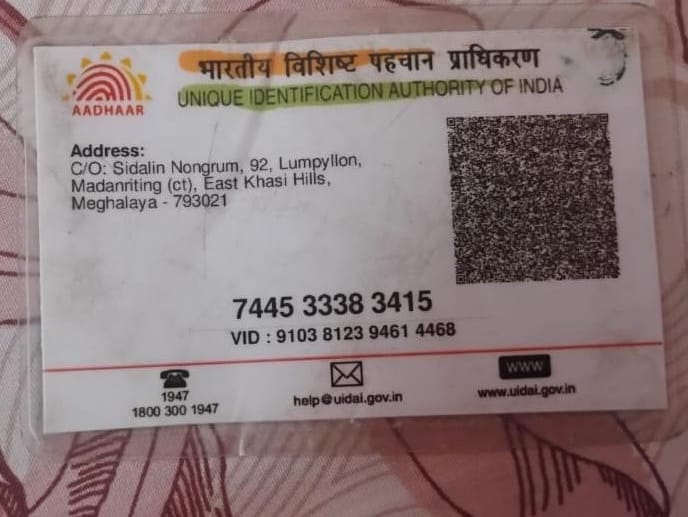 भारतीय विशिष्ट पहचान प्राधिकरण
UNIQUE IDENTIFICATION AUTHORITY OF INDIA
AADHAAR
Address:
C/O: Sidalin Nongrum, 92, Lumpyllon,
Madanriting (ct), East Khasi Hills,
Meghalaya - 793021
7445 3338 3415
VID : 9103 8123 9461 4468
1947
1800 300 1947
help@uidai.gov.in
WWW
www.uidai.gov.in